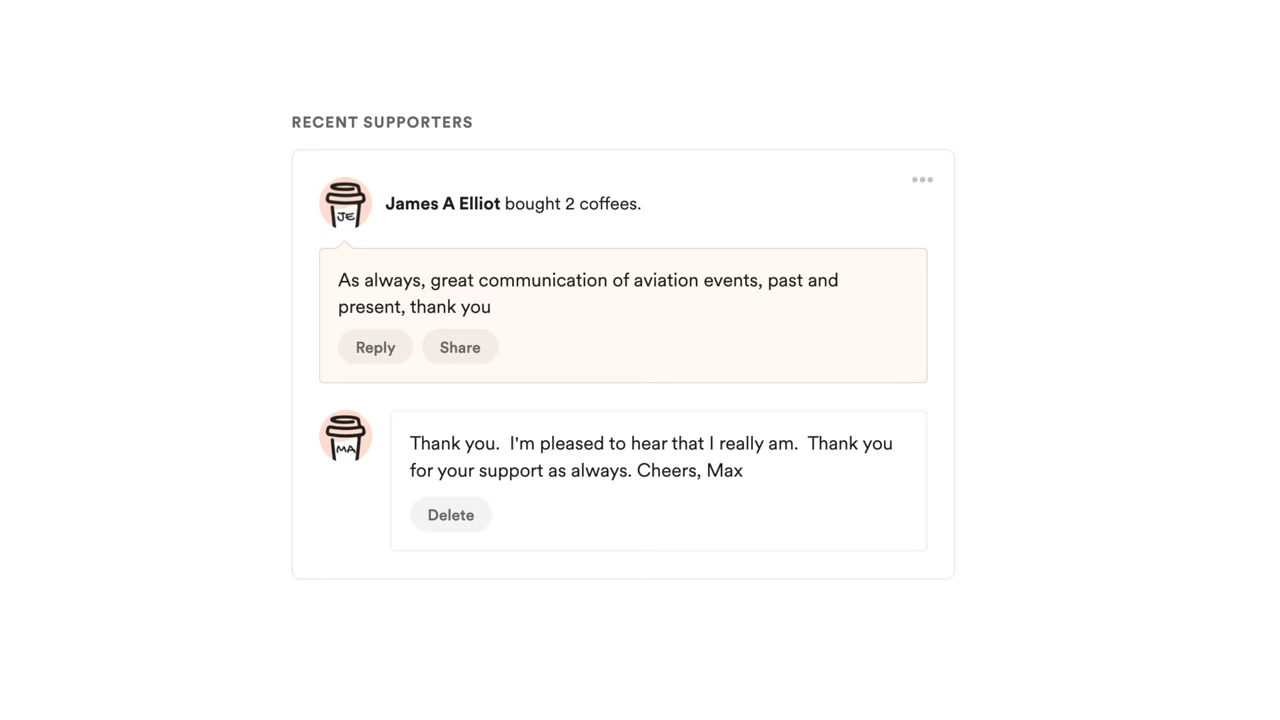 RECENT SUPPORTERS
JE
James A Elliot bought 2 coffees.
As always, great communication of aviation events, past and
present, thank you
Reply Share
MA
Thank you.  I'm pleased to hear that I really am.  Thank you
for your support as always. Cheers, Max
Delete